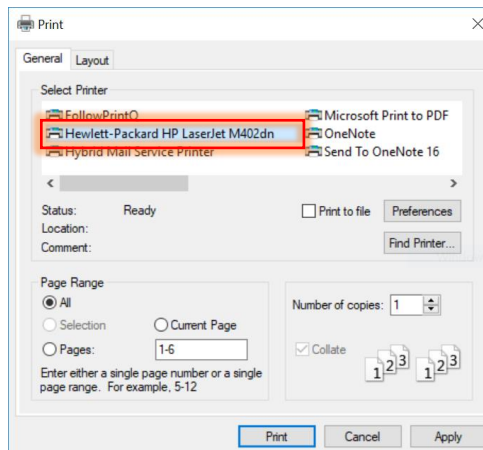 Print
General Layout
Select Printer
FollowPrintQ
Microsoft Print to PDF
Hewlett-Packard HP LaserJet M402dn
OneNote
Hybrid Mail Service Printer
Send To OneNote 16
Status: Ready
Print to file
Preferences
Location:
Comment:
Find Printer...
Page Range
All
Selection
Current Page
Pages: 1-6
Enter either a single page number or a single
page range. For example, 5-12
Number of copies: 1
Collate
1 2 3 1 2 3
Print Cancel Apply